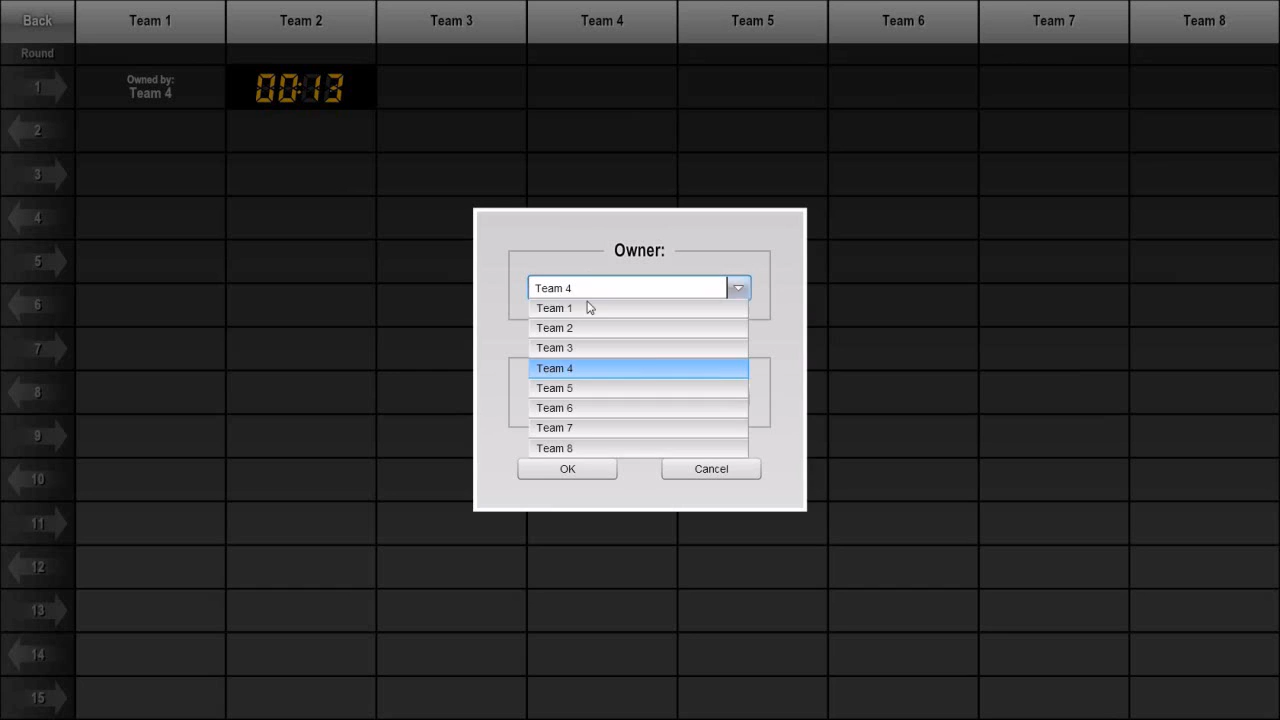 Back Team 1 Team 2 Team 3 Team 4 Team 5 Team 6 Team 7 Team 8
Round
1 Owned by: 00:13
Team 4
2
3
4
Owner:
5
Team 4
6
Team 1
Team 2
7
Team 3
Team 4
8
Team 5
Team 6
9
Team 7
Team 8
10
OK Cancel
11
12
13
14
15